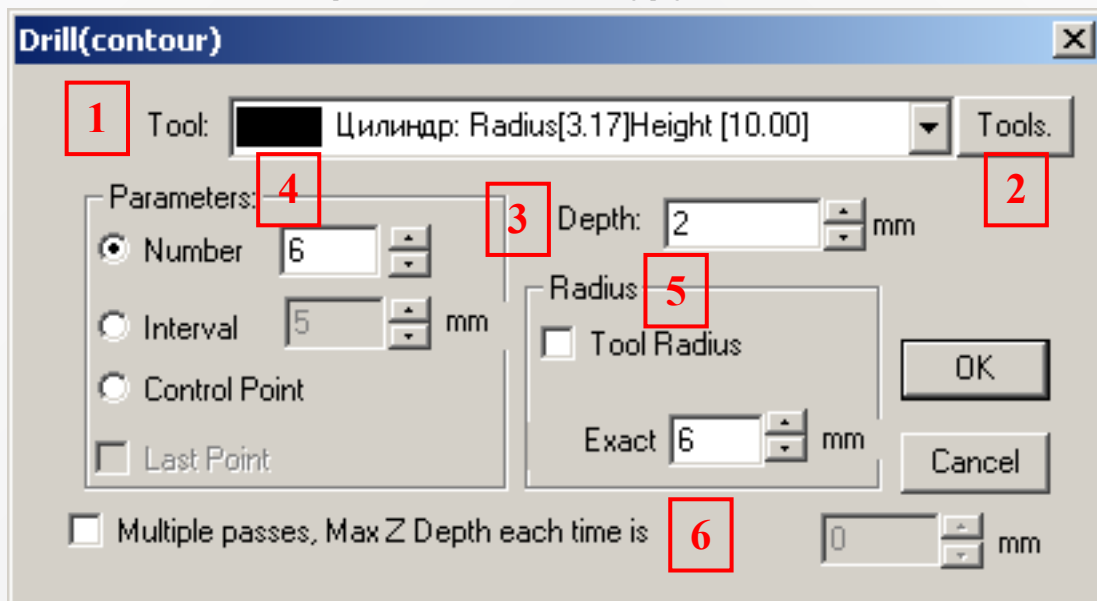 Drill(contour)
1 Tool: Цилиндр: Radius[3.17]Height [10.00] Tools.
2
Parameters: 4
Number 6
Interval 5 mm
Control Point
Last Point
3 Depth: 2 mm
Radius 5
Tool Radius
Exact 6 mm
OK
Cancel
Multiple passes, Max Z Depth each time is 6 0 mm